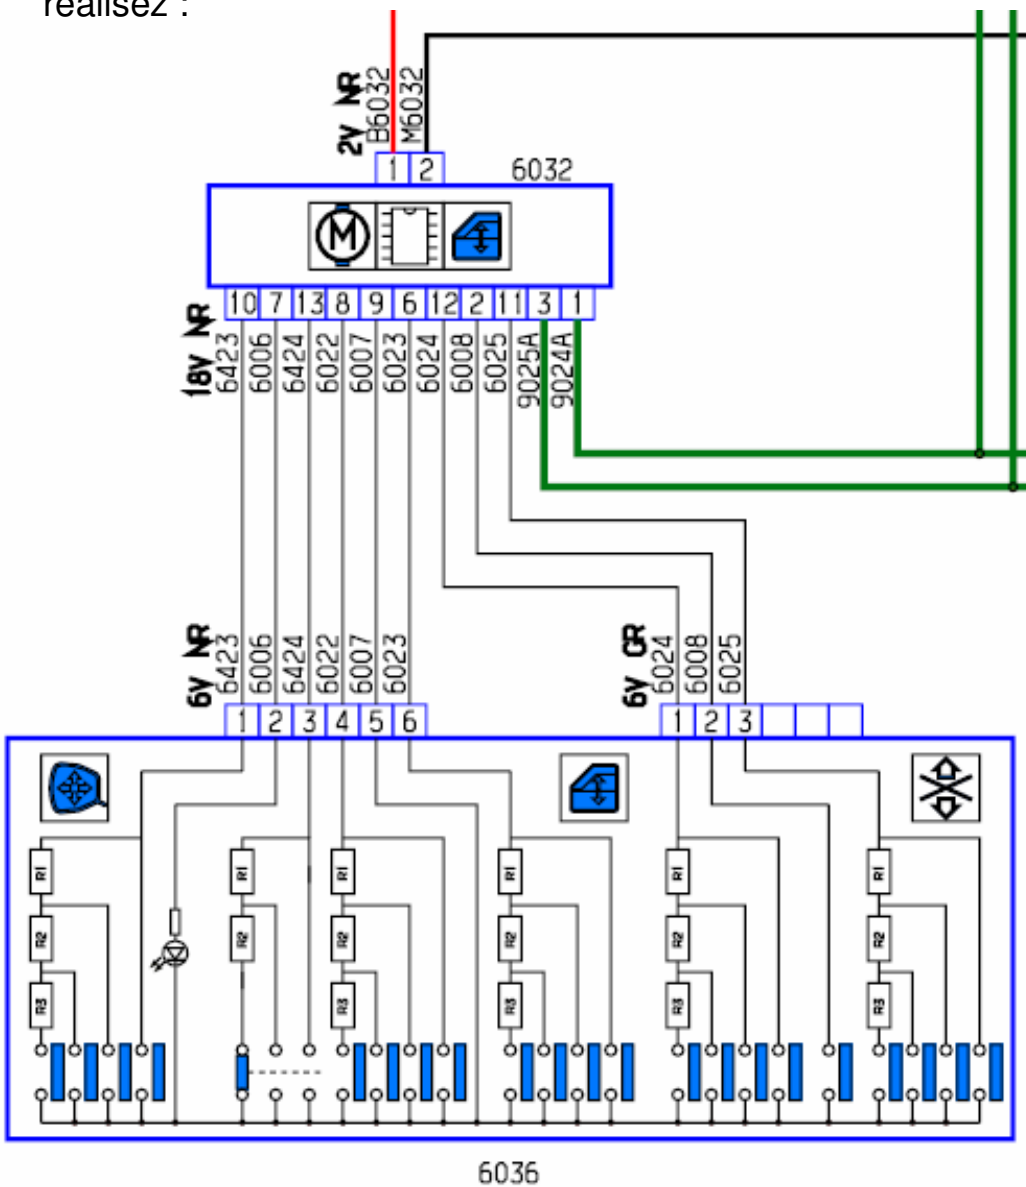 réalisez :
2V NR
B6032
M6032
1 2
6032
M
10 7 13 8 9 6 12 2 11 3 1
18V NR
6423
6006
6424
6022
6007
6023
6024
6008
6025
9025A
9024A
6V NR
6423
6006
6424
6022
6007
6023
6V GR
6024
6008
6025
1 2 3 4 5 6
1 2 3
R1 R1 R1 R1 R1 R1
R2 R2 R2 R2 R2 R2
R3 R3 R3 R3 R3
6036